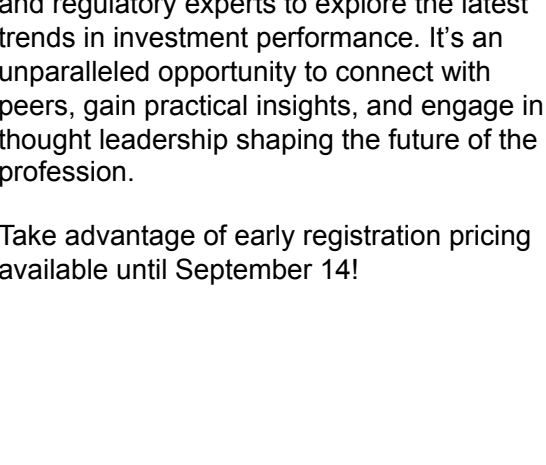 and regulatory experts to explore the latest
trends in investment performance. It's an
unparalleled opportunity to connect with
peers, gain practical insights, and engage in
thought leadership shaping the future of the
profession.
Take advantage of early registration pricing
available until September 14!